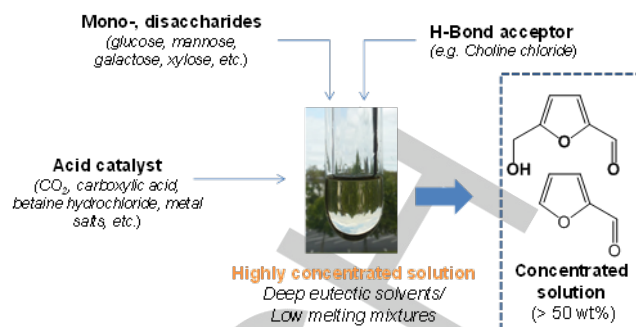 Mono-, disaccharides
(glucose, mannose,
galactose, xylose, etc.)
H-Bond acceptor
(e.g. Choline chloride)
Acid catalyst
(CO₂, carboxylic acid,
betaine hydrochloride, metal
salts, etc.)
O
OH
O
O
O
Highly concentrated solution
Deep eutectic solvents/
Low melting mixtures
Concentrated
solution
(> 50 wt%)